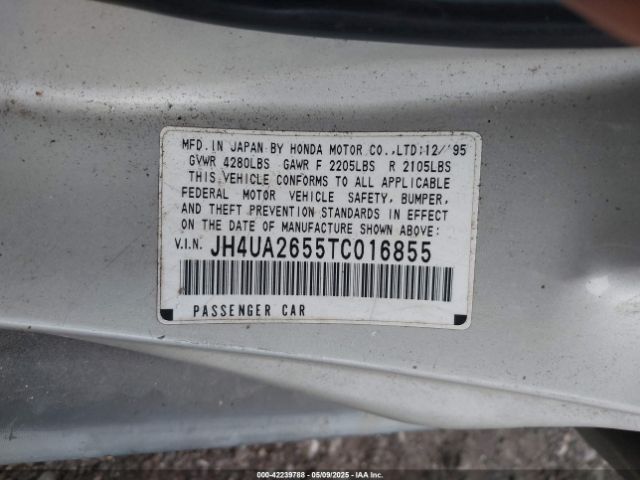 MFD. IN JAPAN BY HONDA MOTOR CO.,LTD:12/'95
GVWR 4280LBS GAWR F 2205LBS R 2105LBS
THIS VEHICLE CONFORMS TO ALL APPLICABLE
FEDERAL MOTOR VEHICLE SAFETY, BUMPER,
AND THEFT PREVENTION STANDARDS IN EFFECT
ON THE DATE OF MANUFACTURE SHOWN ABOVE:
V.I.N. JH4UA2655TC016855
PASSENGER CAR
000-42239788 05/09/2025 IAAI.COM